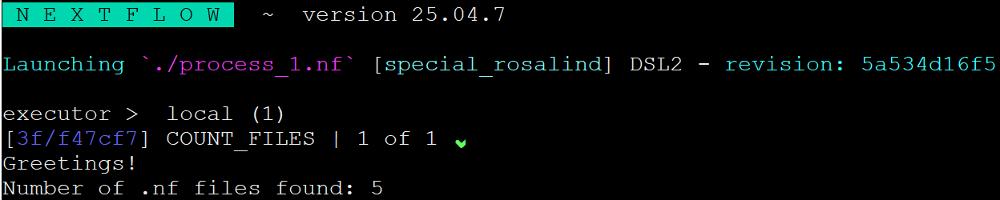 N E X T F L O W ~ version 25.04.7
Launching `./process_1.nf` [special_rosalind] DSL2 - revision: 5a534d16f5
executor > local (1)
[3f/f47cf7] COUNT_FILES | 1 of 1 ✔
Greetings!
Number of .nf files found: 5